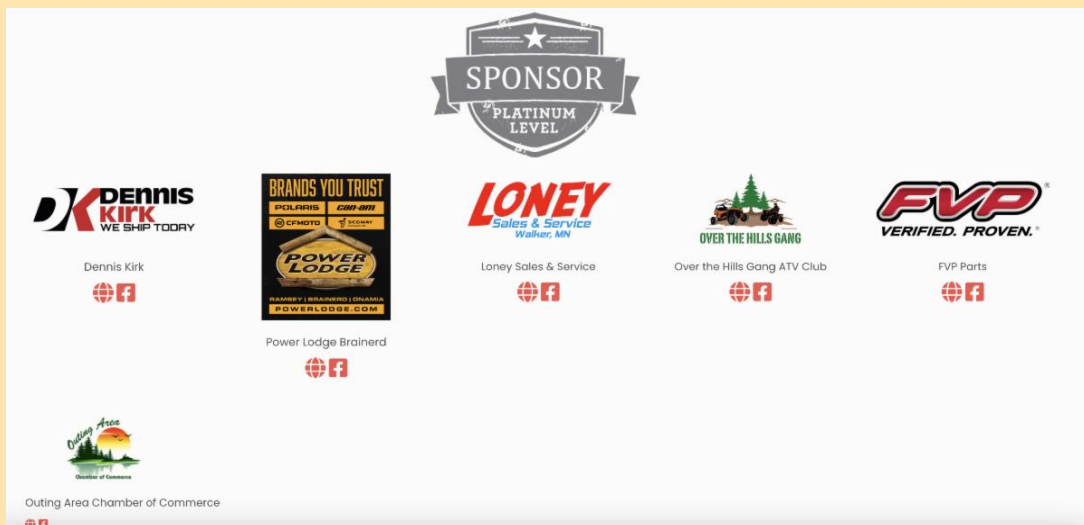 SPONSOR
PLATINUM
LEVEL
DK DENNIS
KIRK
WE SHIP TODAY
Dennis Kirk
BRANDS YOU TRUST
POLARIS can-am
CFMOTO SEGWAY
POWER
LODGE
RAMSEY | BRAINERD | ONAMIA
POWERLODGE.COM
Power Lodge Brainerd
LONEY
Sales & Service
Walker, MN
Loney Sales & Service
OVER THE HILLS GANG
Over the Hills Gang ATV Club
FVP®
VERIFIED. PROVEN.®
FVP Parts
Outing Area
Chamber of Commerce
Outing Area Chamber of Commerce